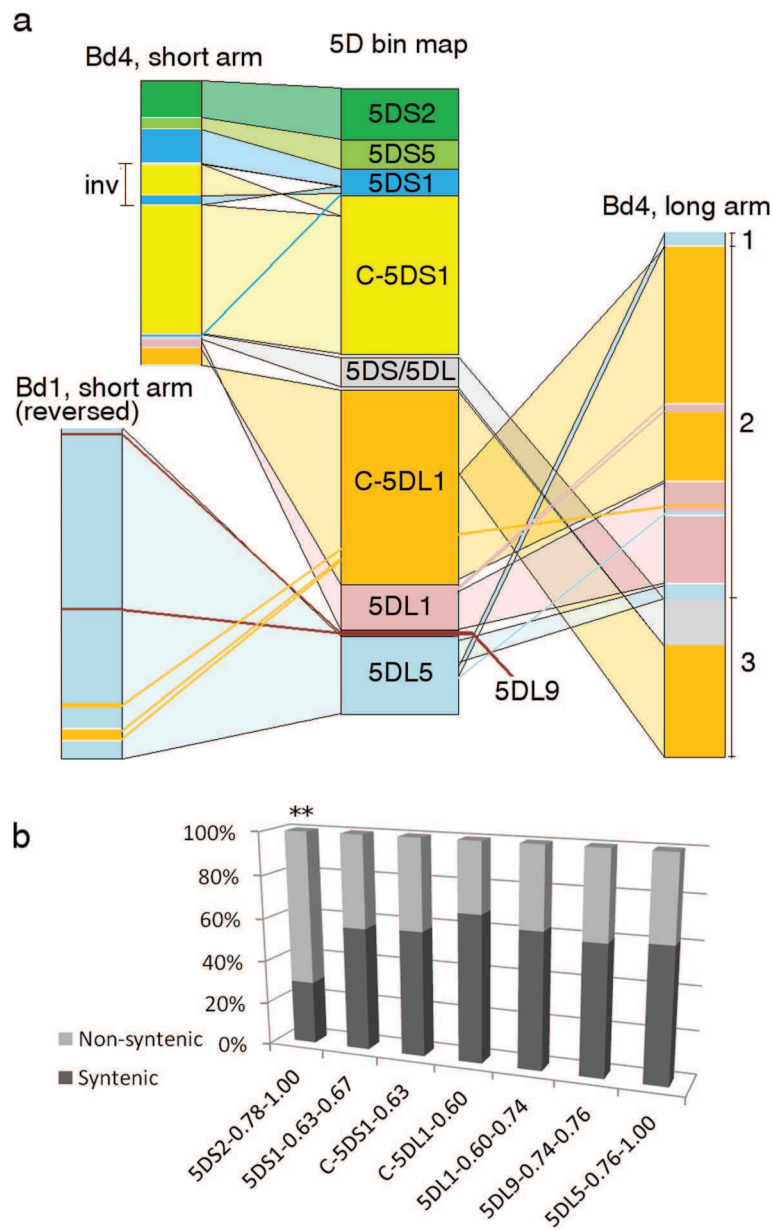 a
Bd4, short arm
5D bin map
5DS2
5DS5
5DS1
inv
C-5DS1
5DS/5DL
Bd1, short arm
(reversed)
C-5DL1
5DL1
5DL5
5DL9
Bd4, long arm
1
2
3
b
**
100%
80%
60%
40%
20%
0%
Non-syntenic
Syntenic
5DS2-0.78-1.00
5DS1-0.63-0.67
C-5DS1-0.63
C-5DL1-0.60
5DL1-0.60-0.74
5DL9-0.74-0.76
5DL5-0.76-1.00